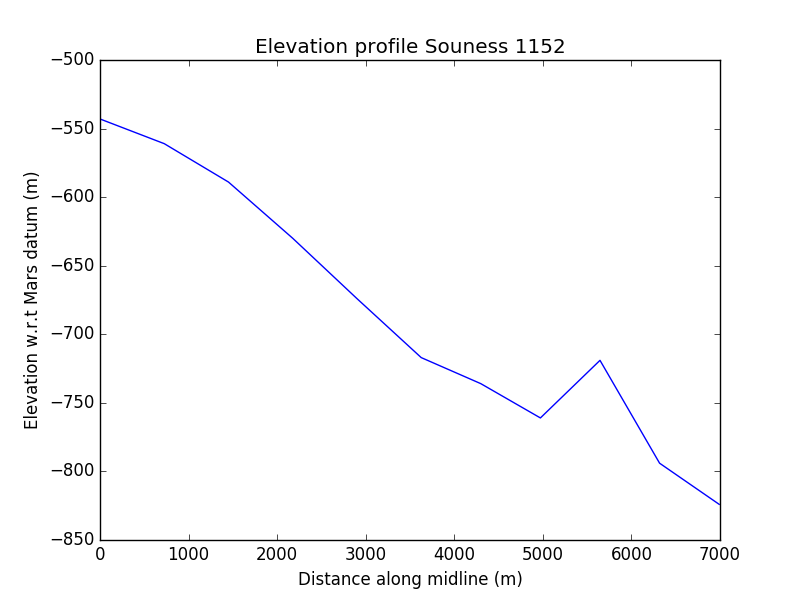 Elevation profile Souness 1152
Elevation w.r.t Mars datum (m)
−500
−550
−600
−650
−700
−750
−800
−850
0 1000 2000 3000 4000 5000 6000 7000
Distance along midline (m)